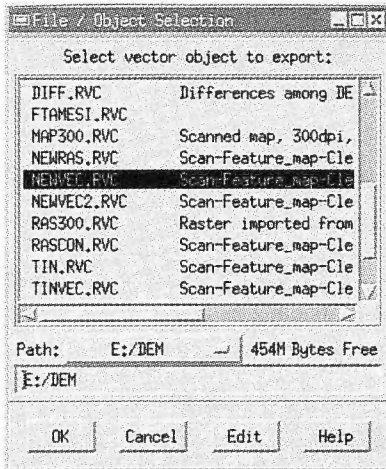 File / Object Selection
Select vector object to export:
DIFF.RVC Differences among DE
FTAMESI.RVC
MAP300.RVC Scanned map, 300dpi,
NEWRAS.RVC Scan-Feature_map-Cle
NEWVEC.RVC Scan-Feature_map-Cle
NEWVEC2.RVC Scan-Feature_map-Cle
RAS300.RVC Raster imported from
RASCON.RVC Scan-Feature_map-Cle
TIN.RVC Scan-Feature_map-Cle
TINVEC.RVC Scan-Feature_map-Cle
Path: E:/DEM 454M Bytes Free
E:/DEM
OK Cancel Edit Help